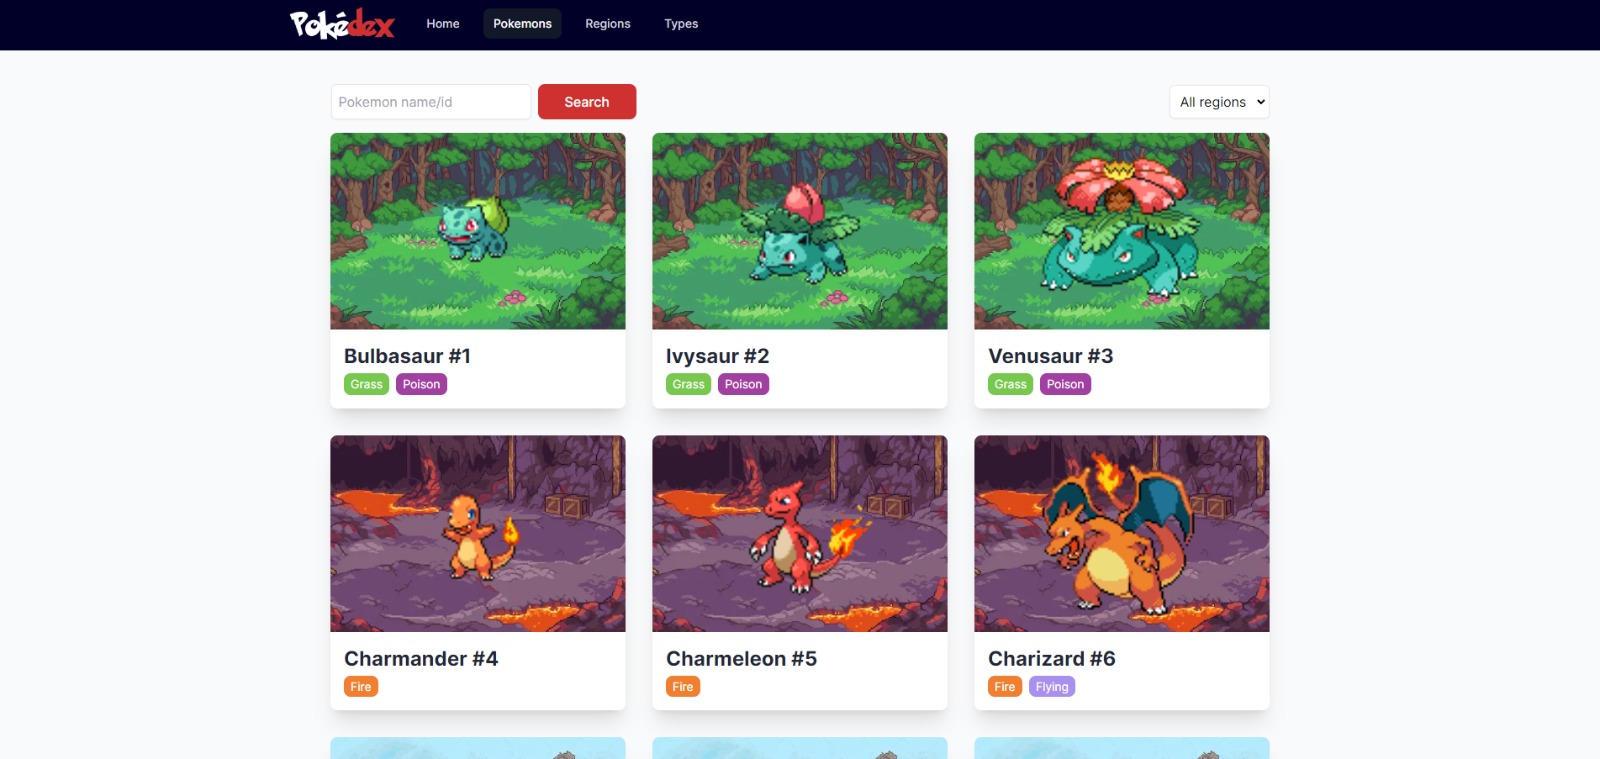 Pokédex Home Pokemons Regions Types
Pokemon name/id Search All regions
Bulbasaur #1
Grass Poison
Ivysaur #2
Grass Poison
Venusaur #3
Grass Poison
Charmander #4
Fire
Charmeleon #5
Fire
Charizard #6
Fire Flying